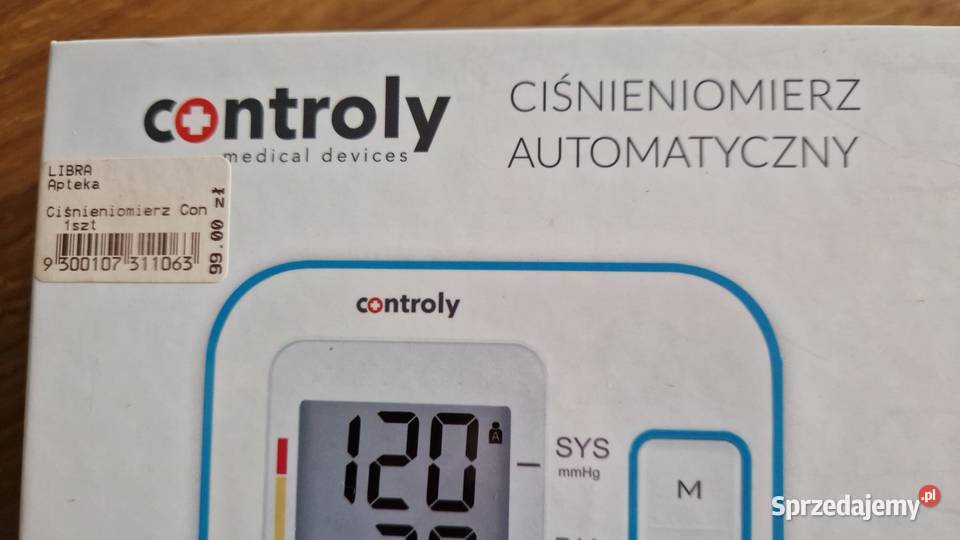 controly
medical devices
CIŚNIENIOMIERZ
AUTOMATYCZNY
LIBRA
Apteka
Ciśnieniomierz Con
1szt
9 500107 311063
99.00 zł
controly
120
A
SYS
mmHg
M
Sprzedajemy.pl